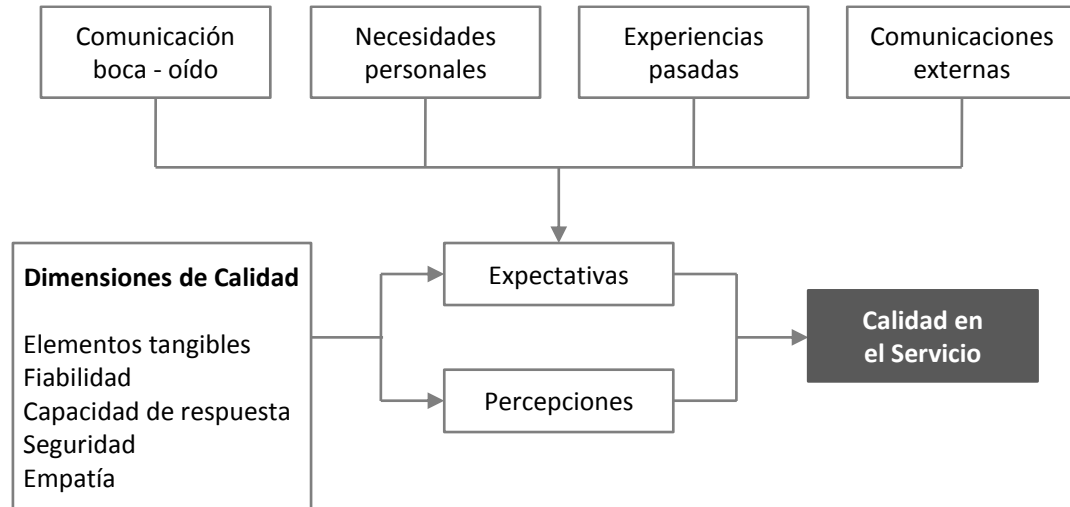 Comunicación
boca - oído
Necesidades
personales
Experiencias
pasadas
Comunicaciones
externas
Dimensiones de Calidad
Elementos tangibles
Fiabilidad
Capacidad de respuesta
Seguridad
Empatía
Expectativas
Percepciones
Calidad en
el Servicio